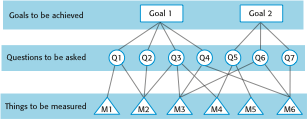 Goals to be achieved Goal 1 Goal 2
Questions to be asked Q1 Q2 Q3 Q4 Q5 Q6 Q7
Things to be measured M1 M2 M3 M4 M5 M6